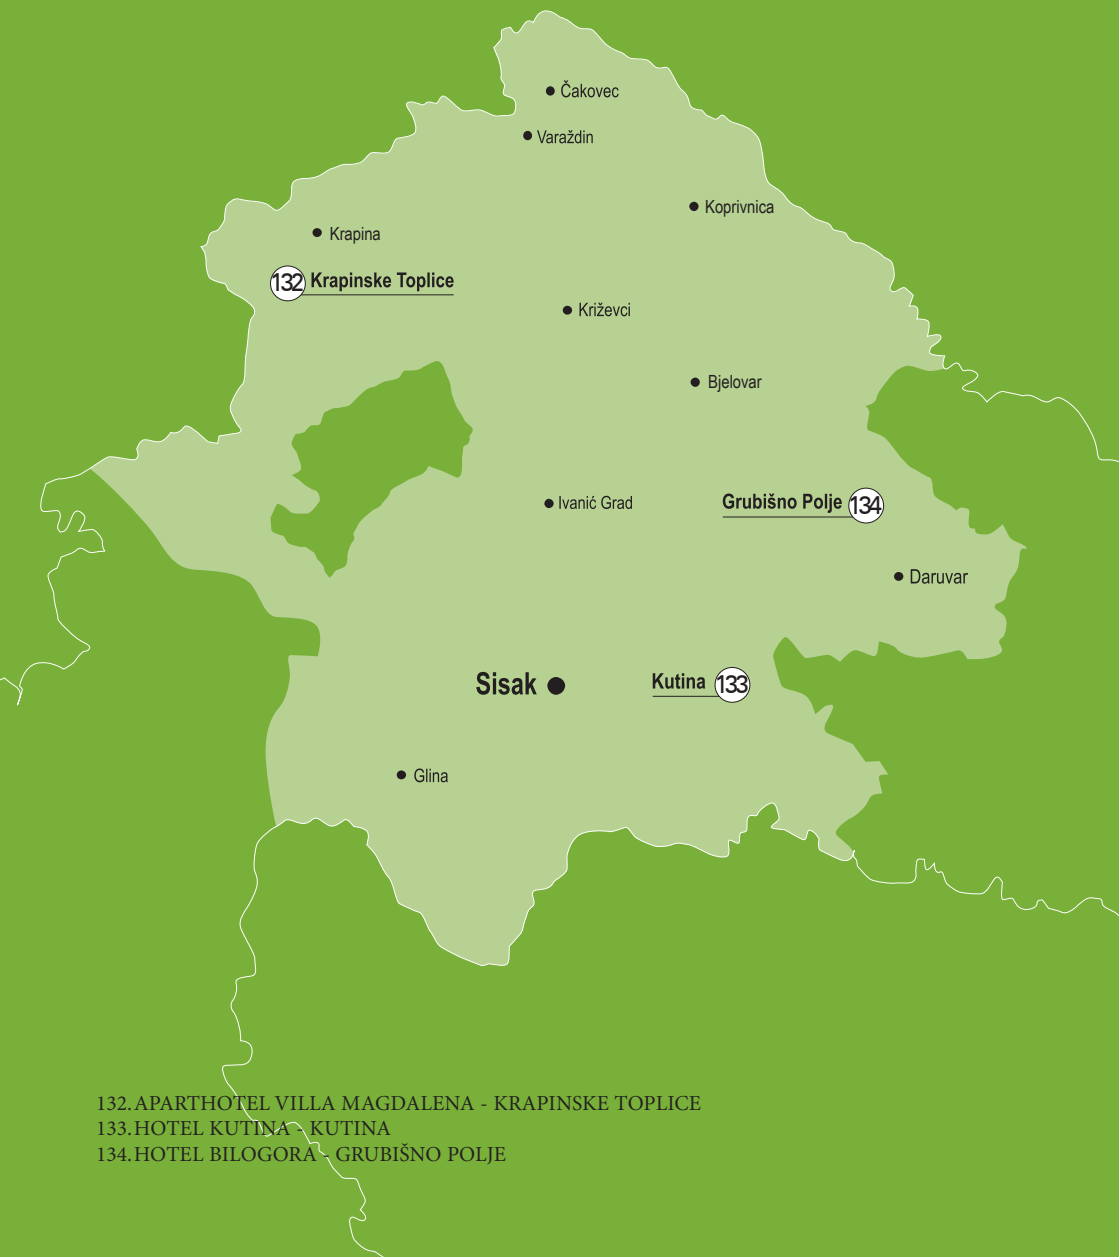 Čakovec
Varaždin
Koprivnica
Krapina
132 Krapinske Toplice
Križevci
Bjelovar
Ivanić Grad
Grubišno Polje 134
Daruvar
Sisak
Kutina 133
Glina
132. APARTHOTEL VILLA MAGDALENA - KRAPINSKE TOPLICE
133. HOTEL KUTINA - KUTINA
134. HOTEL BILOGORA - GRUBIŠNO POLJE